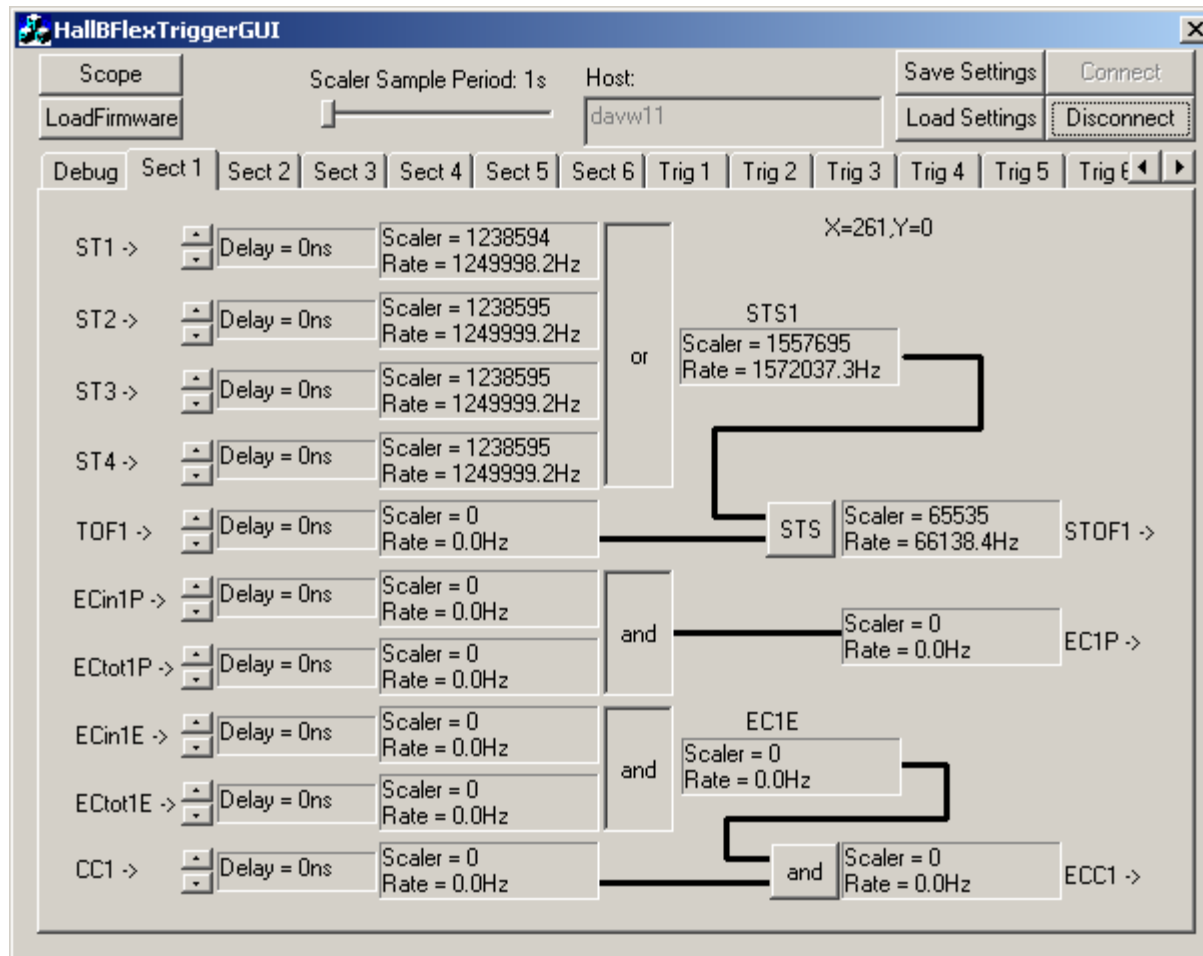 HallBFlexTriggerGUI
Scope
Scaler Sample Period: 1s
Host:
Save Settings
Connect
LoadFirmware
davw11
Load Settings
Disconnect
Debug Sect 1 Sect 2 Sect 3 Sect 4 Sect 5 Sect 6 Trig 1 Trig 2 Trig 3 Trig 4 Trig 5 Trig
X=261,Y=0
ST1 ->
Delay = 0ns
Scaler = 1238594
Rate = 1249998.2Hz
ST2 ->
Delay = 0ns
Scaler = 1238595
Rate = 1249999.2Hz
ST3 ->
Delay = 0ns
Scaler = 1238595
Rate = 1249999.2Hz
ST4 ->
Delay = 0ns
Scaler = 1238595
Rate = 1249999.2Hz
or
STS1
Scaler = 1557695
Rate = 1572037.3Hz
TOF1 ->
Delay = 0ns
Scaler = 0
Rate = 0.0Hz
STS
Scaler = 65535
Rate = 66138.4Hz
STOF1 ->
ECin1P ->
Delay = 0ns
Scaler = 0
Rate = 0.0Hz
ECtot1P ->
Delay = 0ns
Scaler = 0
Rate = 0.0Hz
and
Scaler = 0
Rate = 0.0Hz
EC1P ->
ECin1E ->
Delay = 0ns
Scaler = 0
Rate = 0.0Hz
ECtot1E ->
Delay = 0ns
Scaler = 0
Rate = 0.0Hz
and
EC1E
Scaler = 0
Rate = 0.0Hz
CC1 ->
Delay = 0ns
Scaler = 0
Rate = 0.0Hz
and
Scaler = 0
Rate = 0.0Hz
ECC1 ->